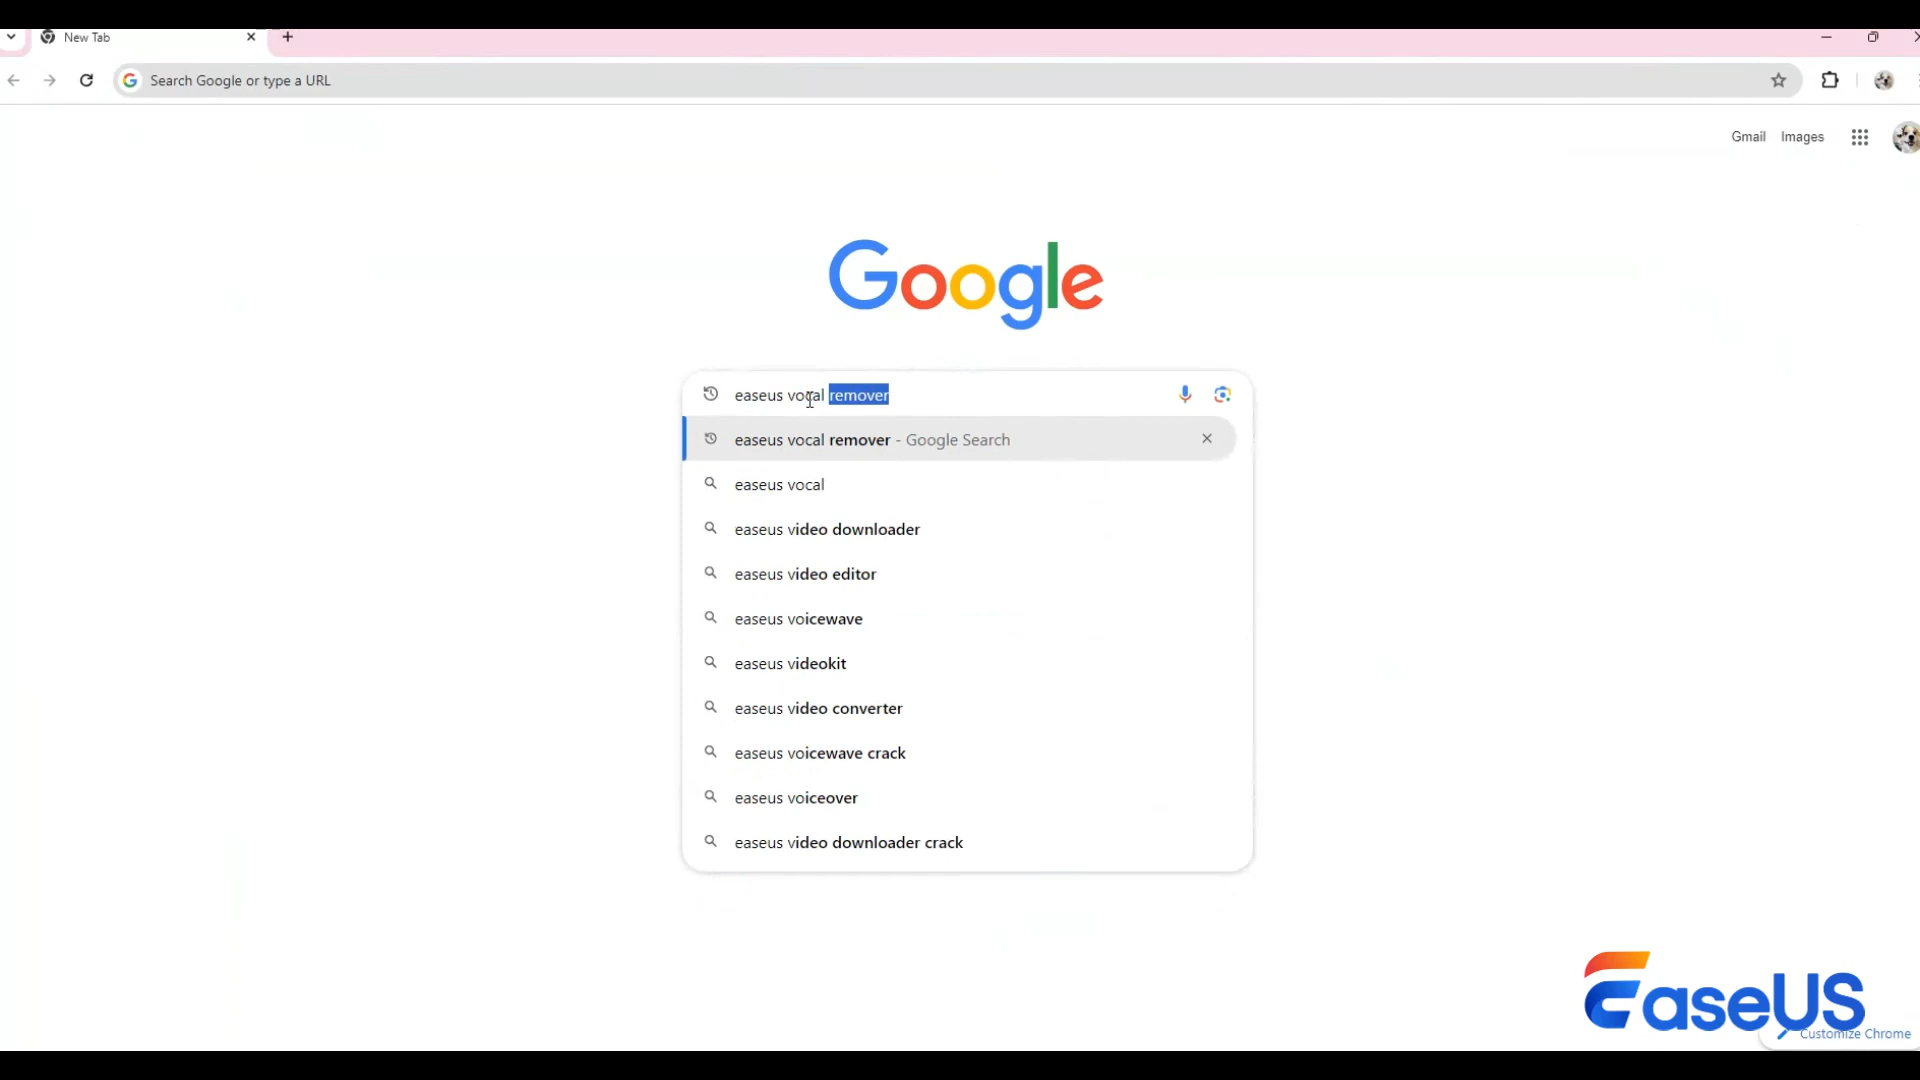 New Tab
Search Google or type a URL
Gmail Images
Google
easeus vocal remover
easeus vocal remover - Google Search
easeus vocal
easeus video downloader
easeus video editor
easeus voicewave
easeus videokit
easeus video converter
easeus voicewave crack
easeus voiceover
easeus video downloader crack
EaseUS
Customize Chrome